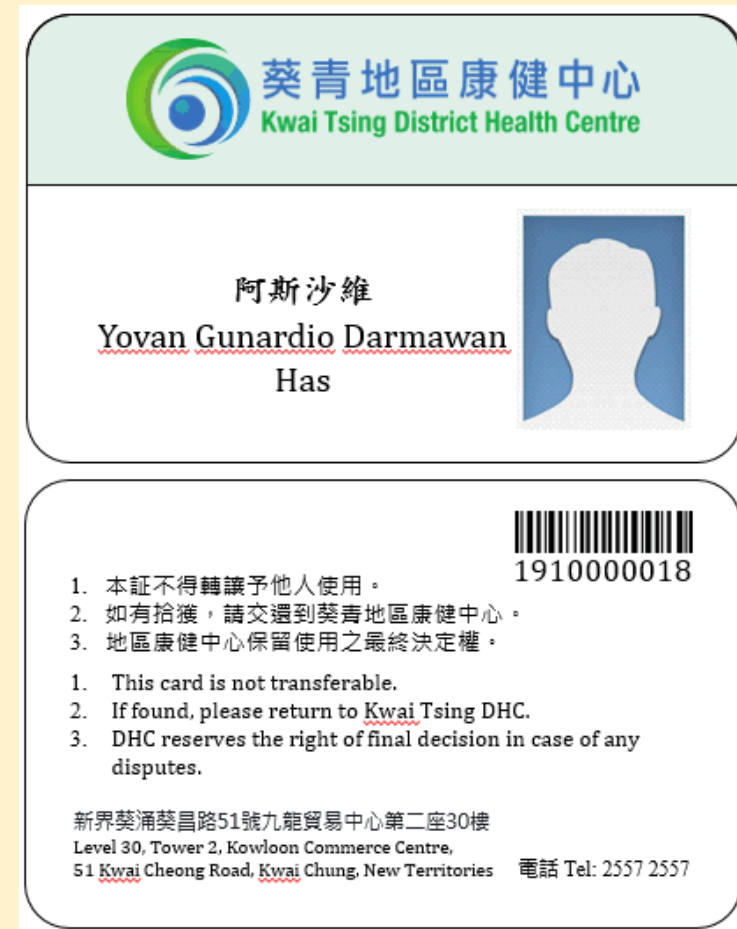 葵青地區康健中心
Kwai Tsing District Health Centre
阿斯沙維
Yovan Gunardio Darmawan
Has
1910000018
1. 本証不得轉讓予他人使用。
2. 如有拾獲，請交還到葵青地區康健中心。
3. 地區康健中心保留使用之最終決定權。
1. This card is not transferable.
2. If found, please return to Kwai Tsing DHC.
3. DHC reserves the right of final decision in case of any
disputes.
新界葵涌葵昌路51號九龍貿易中心第二座30樓
Level 30, Tower 2, Kowloon Commerce Centre,
51 Kwai Cheong Road, Kwai Chung, New Territories 電話 Tel: 2557 2557